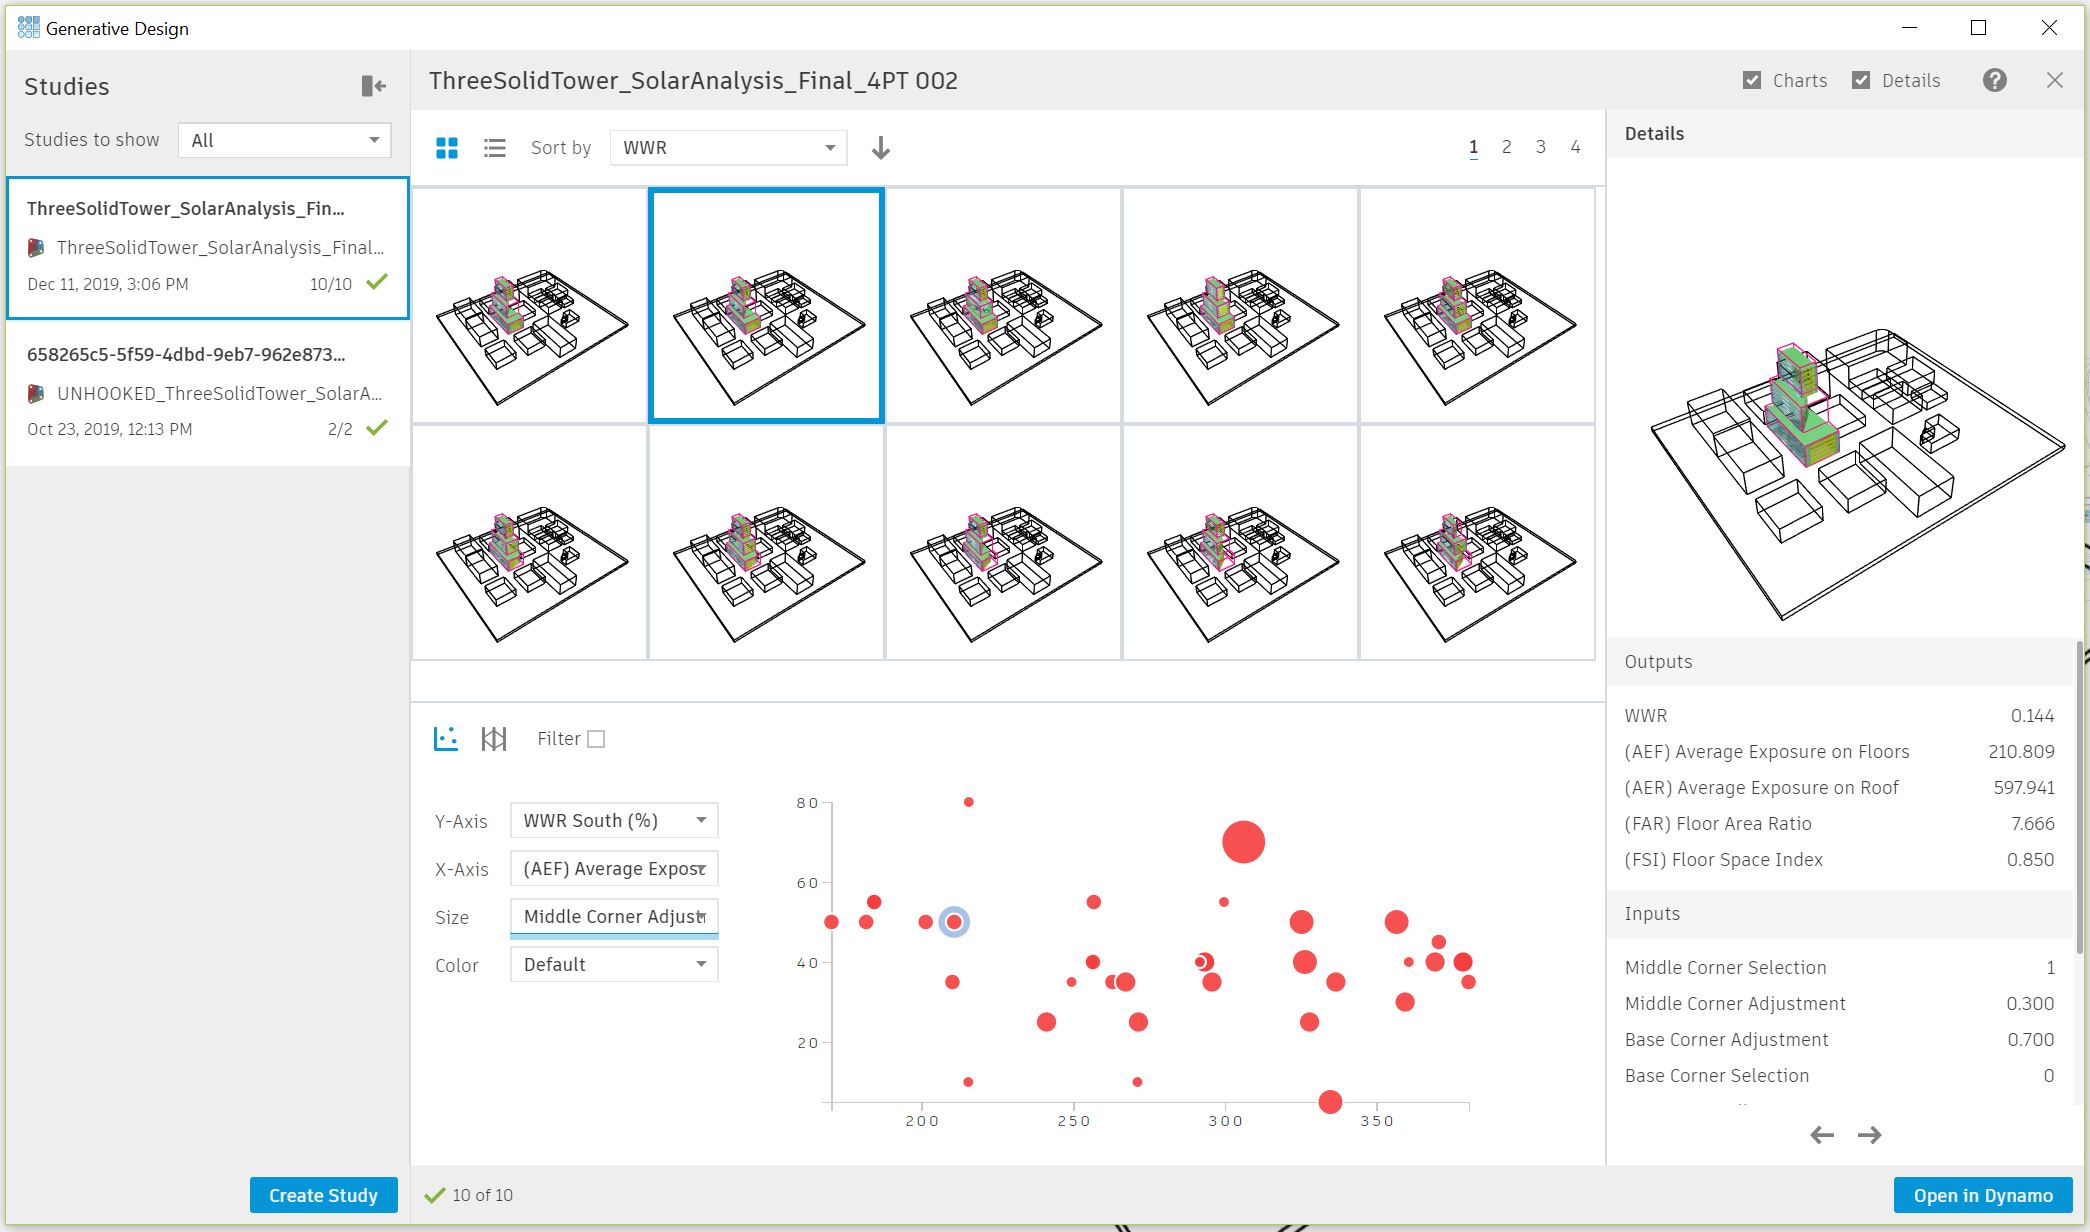 Generative Design
Studies
Studies to show
All
ThreeSolidTower_SolarAnalysis_Fin...
ThreeSolidTower_SolarAnalysis_Final...
Dec 11, 2019, 3:06 PM 10/10
658265c5-5f59-4dbd-9eb7-962e873...
UNHOOKED_ThreeSolidTower_SolarA...
Oct 23, 2019, 12:13 PM 2/2
Create Study
ThreeSolidTower_SolarAnalysis_Final_4PT 002
Charts Details ?
Sort by WWR 1 2 3 4
Filter
Y-Axis WWR South (%)
X-Axis (AEF) Average Expos
Size Middle Corner Adjust
Color Default
80
60
40
20
200 250 300 350
10 of 10
Details
Outputs
WWR 0.144
(AEF) Average Exposure on Floors 210.809
(AER) Average Exposure on Roof 597.941
(FAR) Floor Area Ratio 7.666
(FSI) Floor Space Index 0.850
Inputs
Middle Corner Selection 1
Middle Corner Adjustment 0.300
Base Corner Adjustment 0.700
Base Corner Selection 0
Open in Dynamo